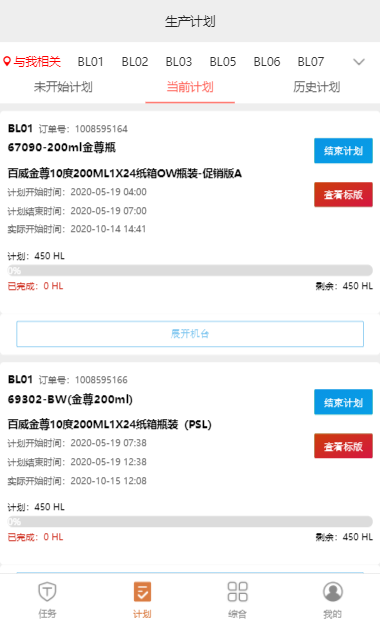 生产计划
与我相关 BL01 BL02 BL03 BL05 BL06 BL07
未开始计划 当前计划 历史计划
BL01 订单号：1008595164
67090-200ml金尊瓶
结束计划
百威金尊10度200ML1X24纸箱OW瓶装-促销版A
查看标版
计划开始时间：2020-05-19 04:00
计划结束时间：2020-05-19 07:00
实际开始时间：2020-10-14 14:41
计划：450 HL
0%
已完成：0 HL 剩余：450 HL
展开机台
BL01 订单号：1008595166
69302-BW(金尊200ml)
结束计划
百威金尊10度200ML1X24纸箱瓶装（PSL）
查看标版
计划开始时间：2020-05-19 07:38
计划结束时间：2020-05-19 12:38
实际开始时间：2020-10-15 12:08
计划：450 HL
0%
已完成：0 HL 剩余：450 HL
任务 计划 综合 我的